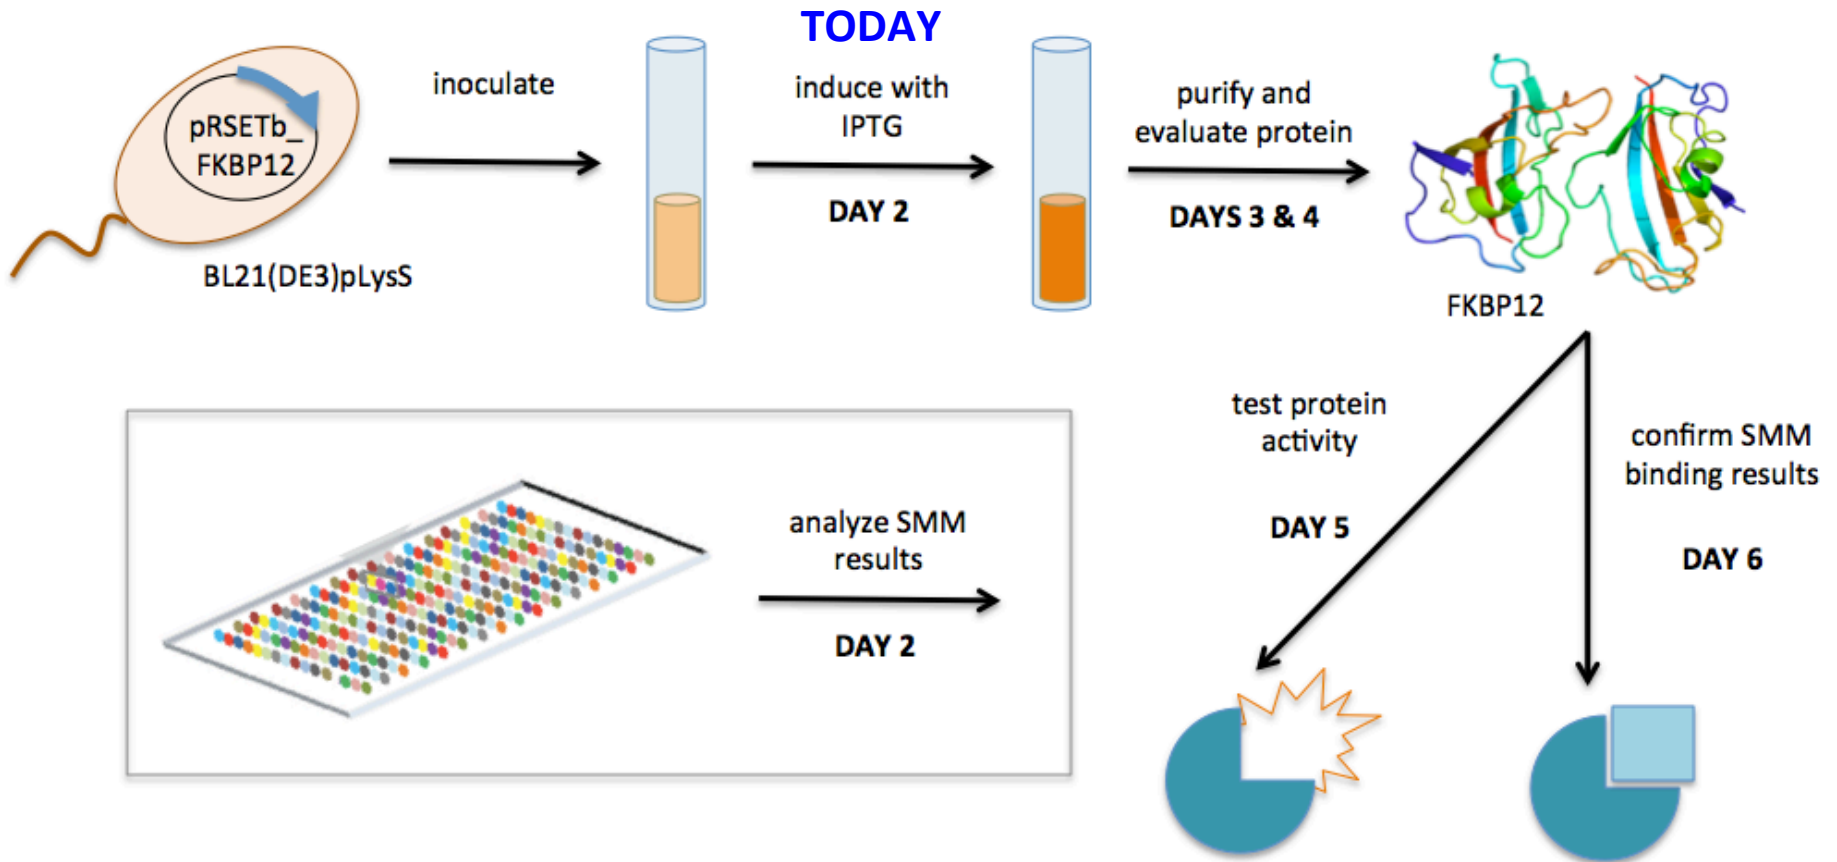 TODAY
pRSETb_
FKBP12
BL21(DE3)pLysS
inoculate
induce with
IPTG
DAY 2
purify and
evaluate protein
DAYS 3 & 4
FKBP12
analyze SMM
results
DAY 2
test protein
activity
DAY 5
confirm SMM
binding results
DAY 6